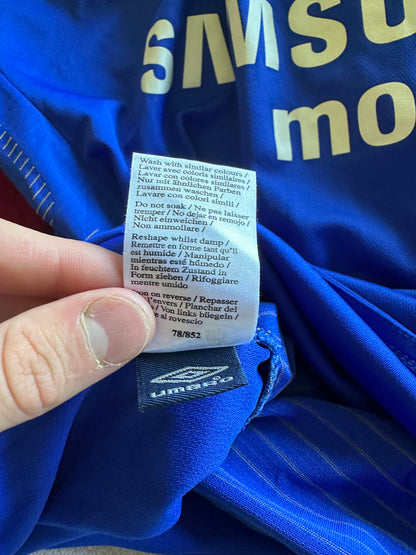 SAMSU
mo
Wash with similar colours /
Laver avec coloris similaires /
Lavar con colores similares /
Nur mit ähnlichen Farben
zusammen waschen /
Lavare con colori simili /
Do not soak / Ne pas laisser
tremper / No dejar en remojo /
Nicht einweichen /
Non ammollare /
Reshape whilst damp /
Remettre en forme tant qu'il
est humide / Manipular
mientras esté húmedo /
In feuchtem Zustand in
Form ziehen / Rifoggiare
mentre umido
on on reverse / Repasser
l'envers / Planchar del
/ Von links bügeln /
e al rovescio
78/852
UMBRO